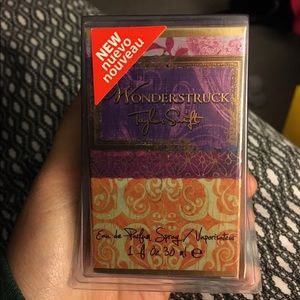 NEW
nuevo
nouveau
WONDERSTRUCK
Taylor Swift
Eau de Parfum Spray / Vaporisateur
1 fl oz 30 ml e